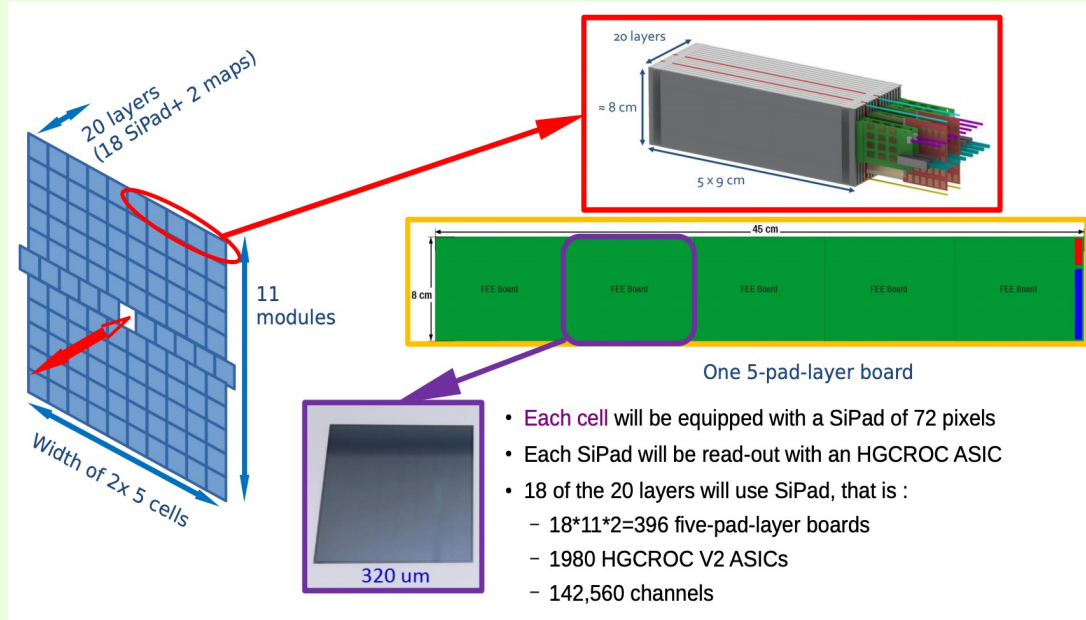 20 layers
(18 SiPad+ 2 maps)
11
modules
Width of 2x 5 cells
20 layers
≈ 8 cm
5 x 9 cm
45 cm
8 cm
FEE Board
FEE Board
FEE Board
FEE Board
FEE Board
One 5-pad-layer board
320 um
• Each cell will be equipped with a SiPad of 72 pixels
• Each SiPad will be read-out with an HGCROC ASIC
• 18 of the 20 layers will use SiPad, that is :
– 18*11*2=396 five-pad-layer boards
– 1980 HGCROC V2 ASICs
– 142,560 channels